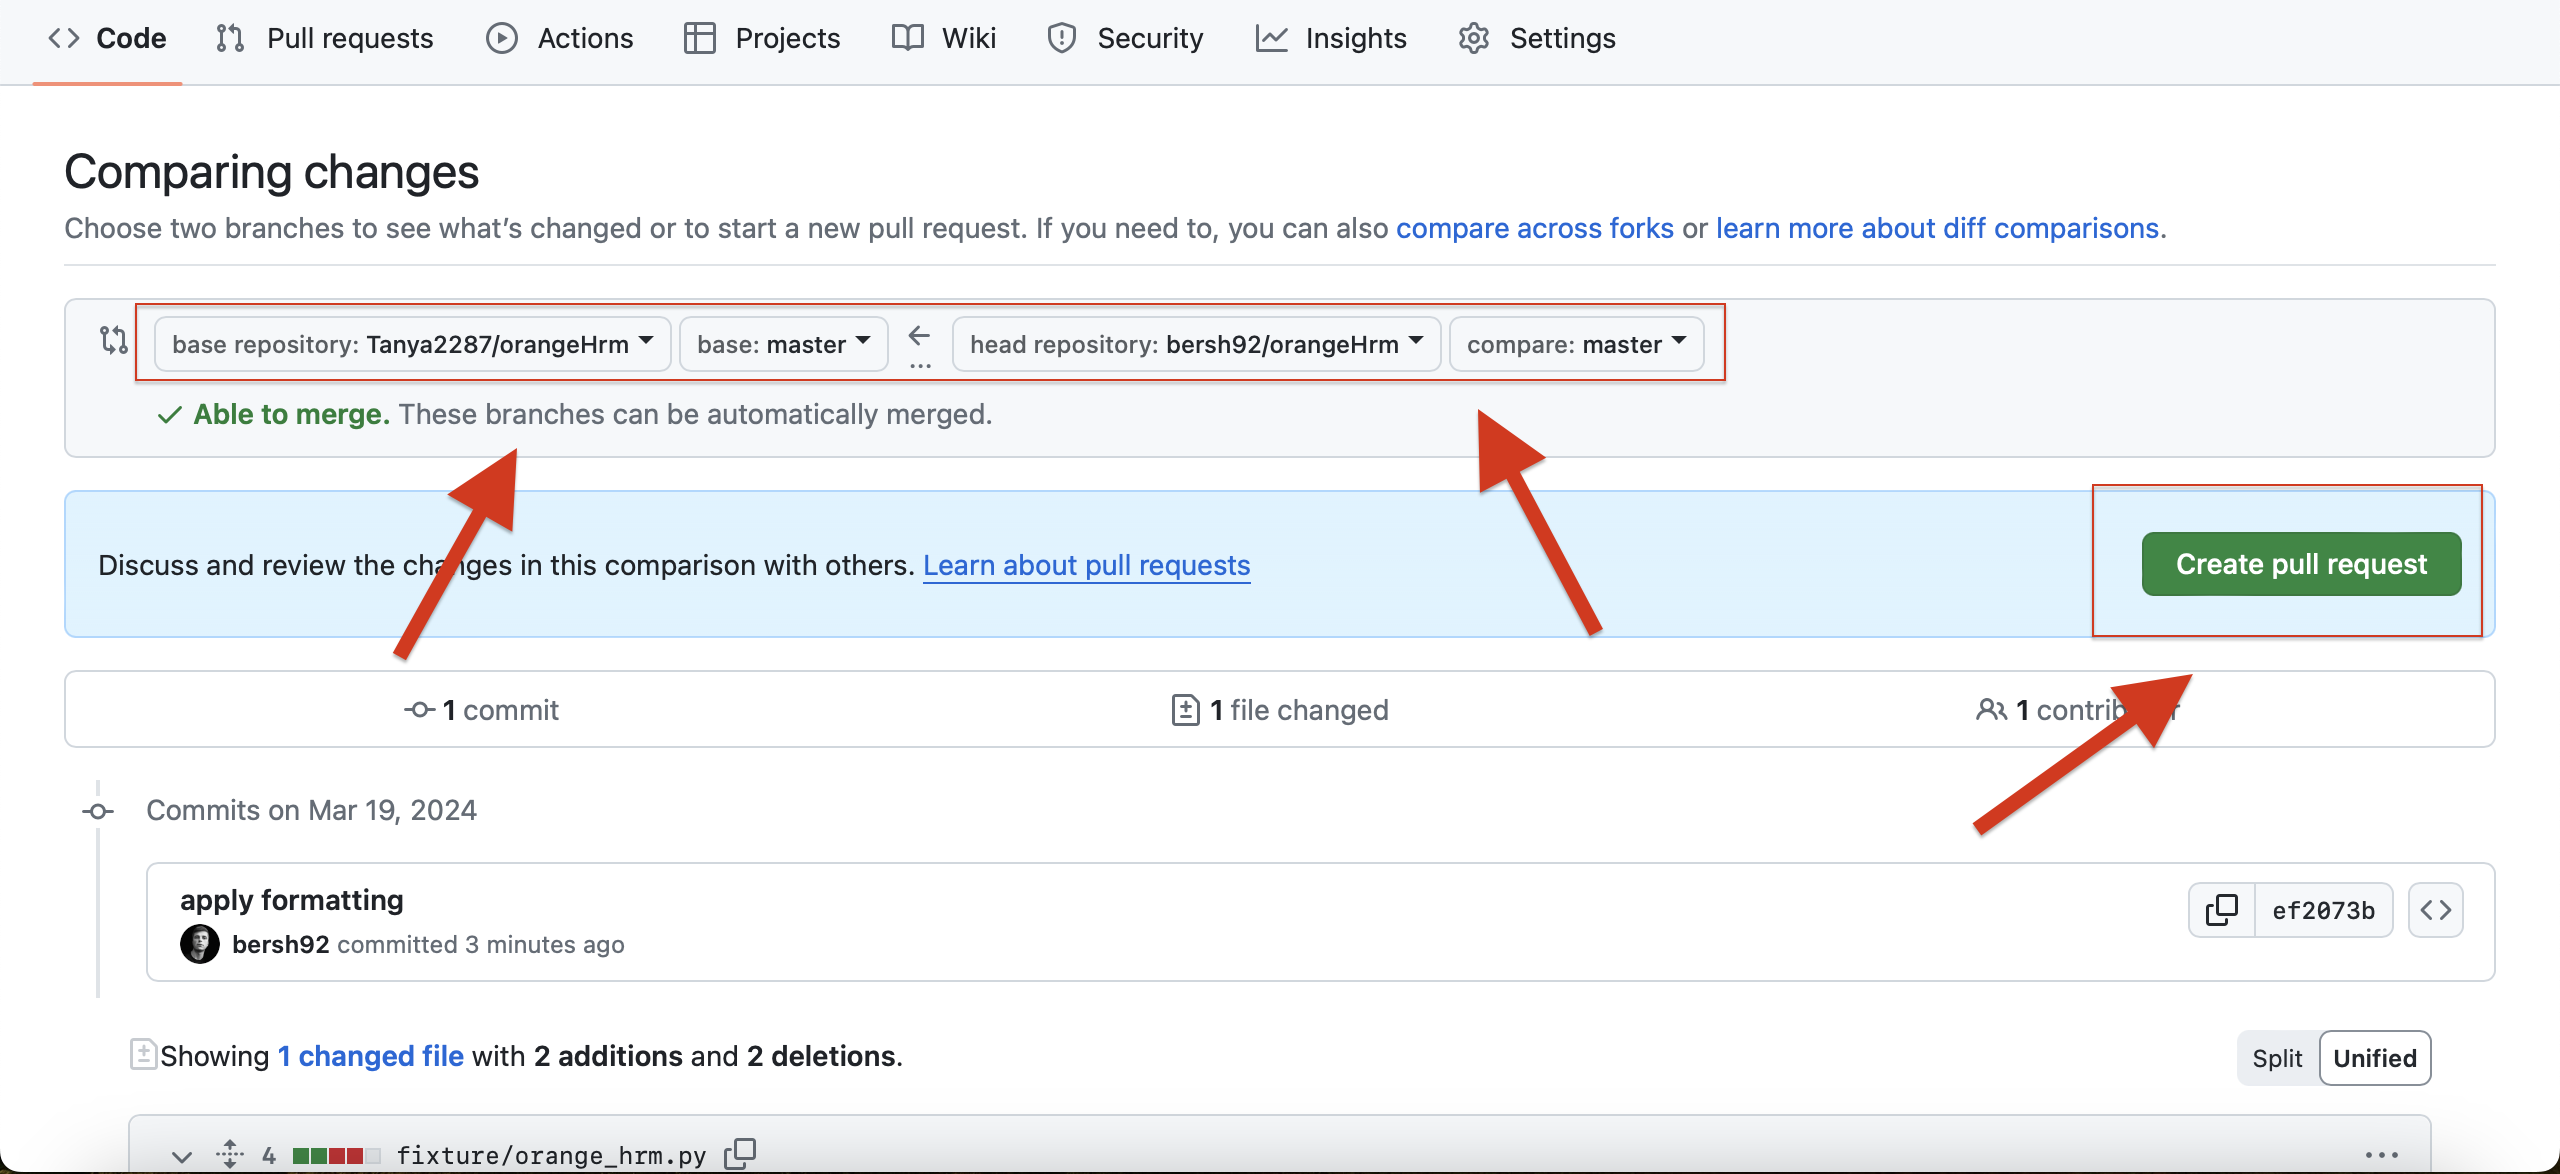 Code Pull requests Actions Projects Wiki Security Insights Settings
Comparing changes
Choose two branches to see what’s changed or to start a new pull request. If you need to, you can also compare across forks or learn more about diff comparisons.
base repository: Tanya2287/orangeHrm base: master ... head repository: bersh92/orangeHrm compare: master
Able to merge. These branches can be automatically merged.
Discuss and review the changes in this comparison with others. Learn about pull requests
Create pull request
1 commit 1 file changed 1 contributor
Commits on Mar 19, 2024
apply formatting
bersh92 committed 3 minutes ago
ef2073b
Showing 1 changed file with 2 additions and 2 deletions.
Split Unified
4 fixture/orange_hrm.py